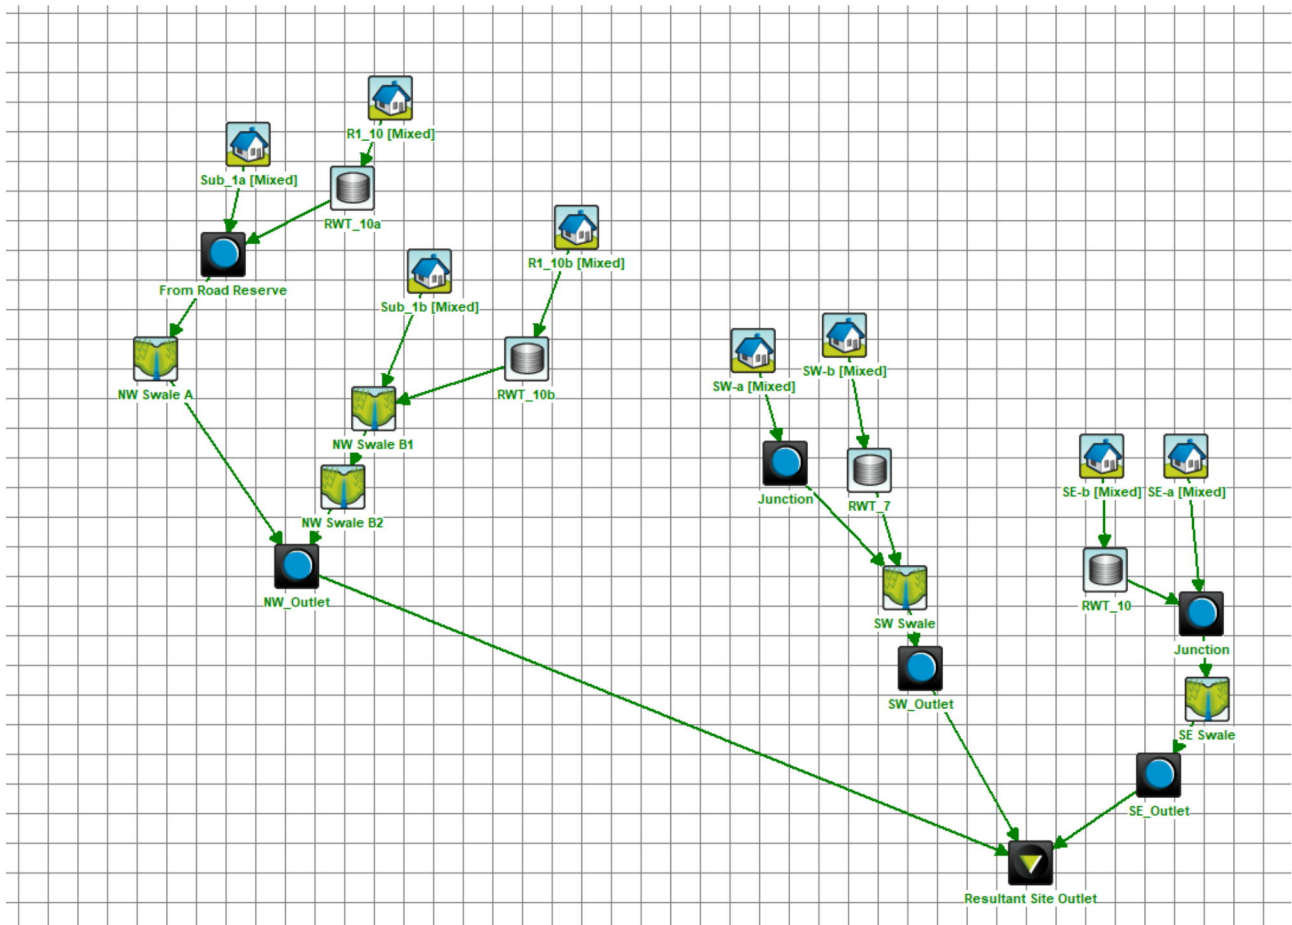 R1_10 [Mixed]
Sub_1a [Mixed]
RWT_10a
R1_10b [Mixed]
From Road Reserve
Sub_1b [Mixed]
SW-b [Mixed]
SW-a [Mixed]
NW Swale A
RWT_10b
NW Swale B1
SE-b [Mixed]
SE-a [Mixed]
Junction
RWT_7
NW Swale B2
NW_Outlet
RWT_10
SW Swale
Junction
SW_Outlet
SE Swale
SE_Outlet
Resultant Site Outlet